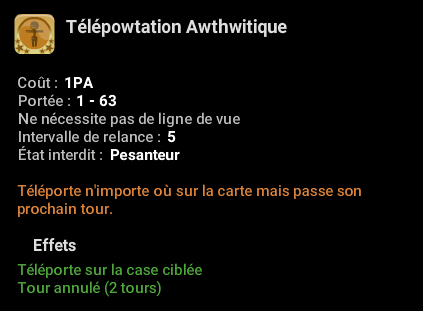 Télépowtation Awthwitique
Coût : 1PA
Portée : 1 - 63
Ne nécessite pas de ligne de vue
Intervalle de relance : 5
État interdit : Pesanteur
Téléporte n'importe où sur la carte mais passe son
prochain tour.
Effets
Téléporte sur la case ciblée
Tour annulé (2 tours)